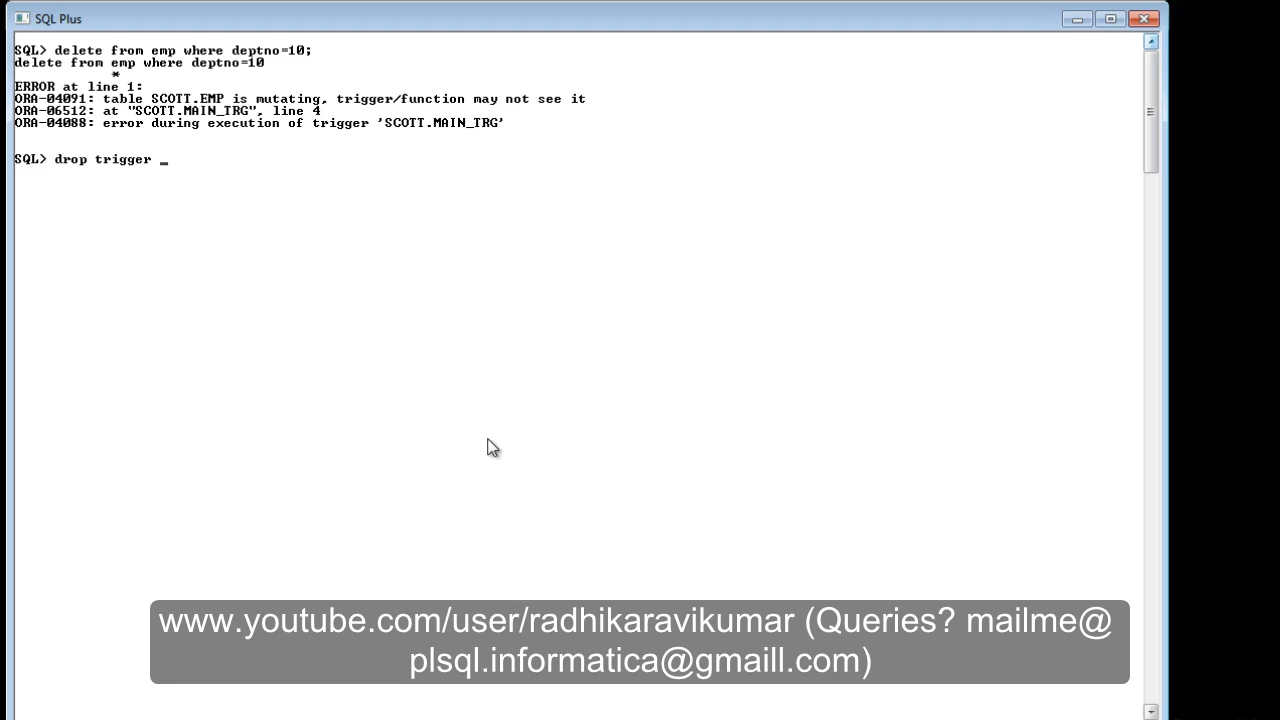 SQL Plus
SQL> delete from emp where deptno=10;
delete from emp where deptno=10
*
ERROR at line 1:
ORA-04091: table SCOTT.EMP is mutating, trigger/function may not see it
ORA-06512: at "SCOTT.MAIN_TRG", line 4
ORA-04088: error during execution of trigger 'SCOTT.MAIN_TRG'
SQL> drop trigger _
www.youtube.com/user/radhikaravikumar (Queries? mailme@
plsql.informatica@gmaill.com)